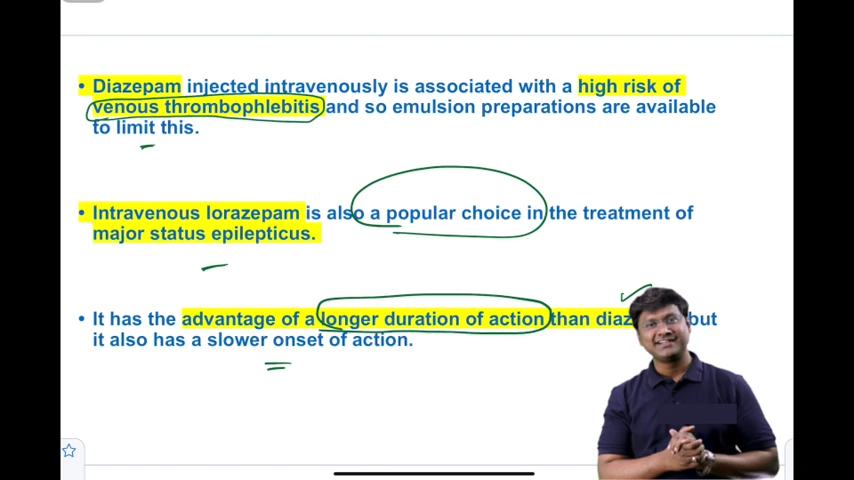 • Diazepam injected intravenously is associated with a high risk of
venous thrombophlebitis and so emulsion preparations are available
to limit this.
• Intravenous lorazepam is also a popular choice in the treatment of
major status epilepticus.
• It has the advantage of a longer duration of action than but
it also has a slower onset of action.